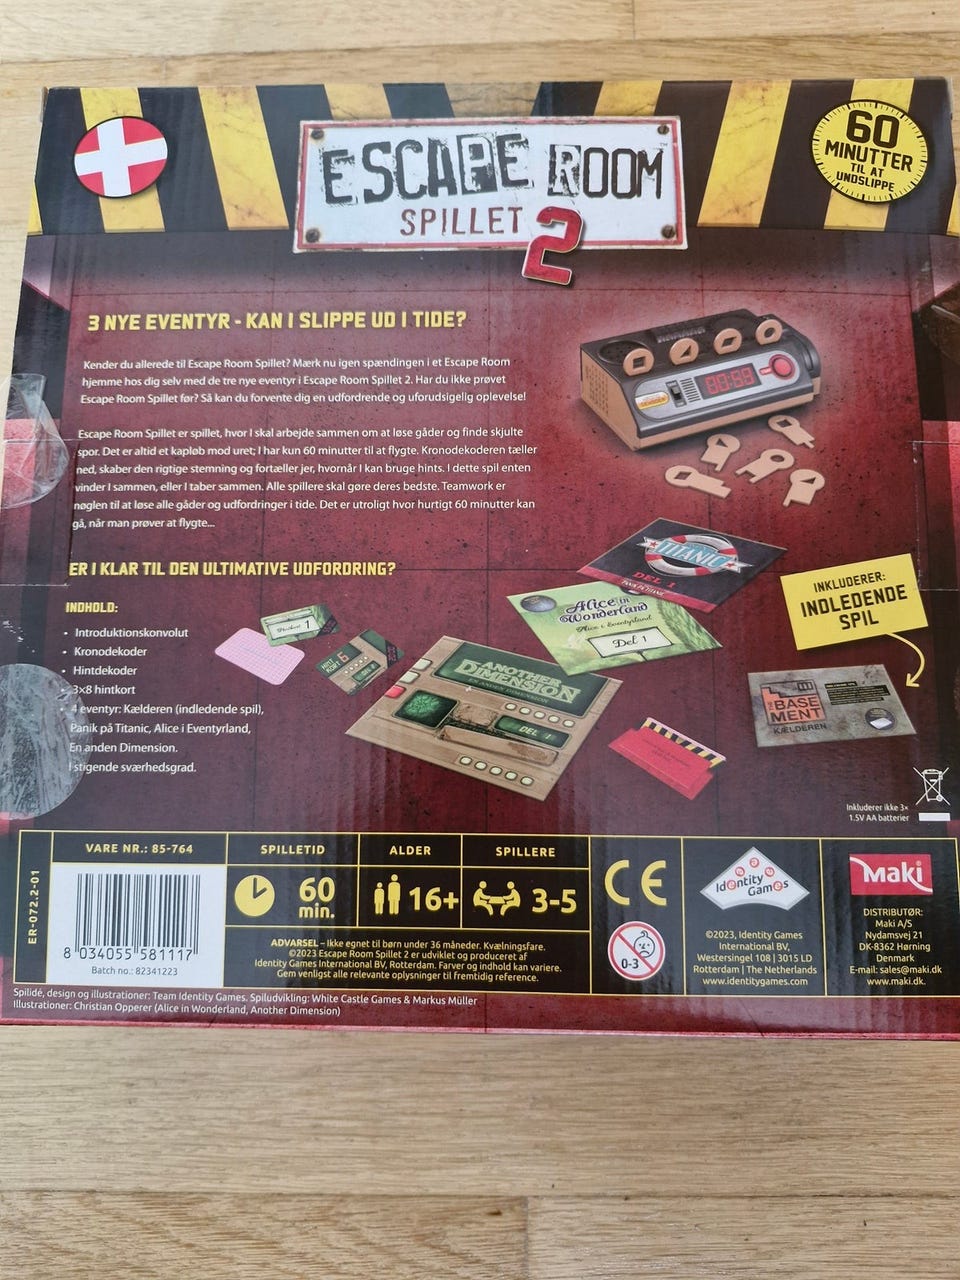 ESCAPE ROOM
SPILLET 2
60
MINUTTER
TIL AT
UNDSLIPPE
3 NYE EVENTYR - KAN I SLIPPE UD I TIDE?
Kender du allerede til Escape Room Spillet? Mærk nu igen spændingen i et Escape Room
hjemme hos dig selv med de tre nye eventyr i Escape Room Spillet 2. Har du ikke prøvet
Escape Room Spillet før? Så kan du forvente dig en udfordrende og uforudsigelig oplevelse!
Escape Room Spillet er spillet, hvor I skal arbejde sammen om at løse gåder og finde skjulte
spor. Det er altid et kapløb mod uret; I har kun 60 minutter til at flygte. Kronodekoderen tæller
ned, skaber den rigtige stemning og fortæller jer, hvornår I kan bruge hints. I dette spil enten
vinder I sammen, eller I taber sammen. Alle spillere skal gøre deres bedste. Teamwork er
nøglen til at løse alle gåder og udfordringer i tide. Det er utroligt hvor hurtigt 60 minutter kan
gå, når man prøver at flygte...
00:59
ER I KLAR TIL DEN ULTIMATIVE UDFORDRING?
INDHOLD:
• Introduktionskonvolut
• Kronodekoder
• Hintdekoder
• 3x8 hintkort
• 4 eventyr: Kælderen (indledende spil),
Panik på Titanic, Alice i Eventyrland,
En anden Dimension.
I stigende sværhedsgrad.
1
HINT
KORT 6
DEL 2
TITANIC
DEL 1
PANIK PÅ TITANIC
Alice in
Wonderland
Alice i Eventyrland
Del 1
ANOTHER
DIMENSION
EN ANDEN DIMENSION
DEL 1
INKLUDERER:
INDLEDENDE
SPIL
THE BASE
MENT
KÆLDEREN
Inkluderer ikke 3×
1.5V AA batterier
ER-072.2-01
VARE NR.: 85-764
8 034055 581117
Batch no.: 82341223
SPILLETID
60
min.
ALDER
16+
SPILLERE
3-5
ADVARSEL – Ikke egnet til børn under 36 måneder. Kvælningsfare.
©2023 Escape Room Spillet 2 er udviklet og produceret af
Identity Games International BV, Rotterdam. Farver og indhold kan variere.
Gem venligst alle relevante oplysninger til fremtidig reference.
CE
0-3
Identity
Games
©2023, Identity Games
International BV,
Westersingel 108 | 3015 LD
Rotterdam | The Netherlands
www.identitygames.com
Maki
DISTRIBUTØR:
Maki A/S
Nydamsvej 21
DK-8362 Hørning
Denmark
E-mail: sales@maki.dk
www.maki.dk.
Spilidé, design og illustrationer: Team Identity Games. Spiludvikling: White Castle Games & Markus Müller
Illustrationer: Christian Opperer (Alice in Wonderland, Another Dimension)